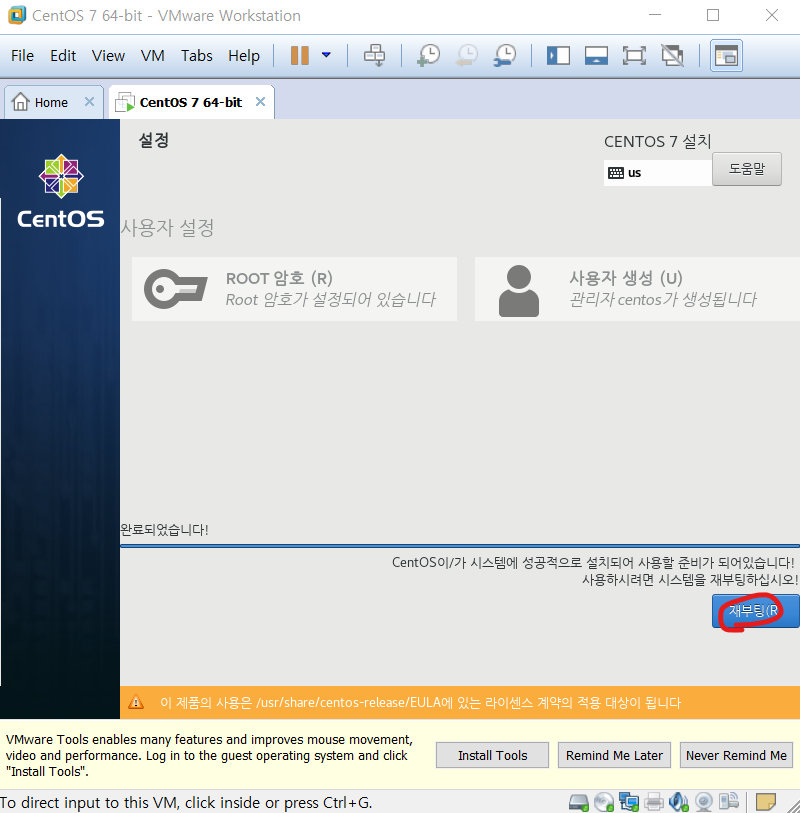 CentOS 7 64-bit - VMware Workstation
File Edit View VM Tabs Help
Home CentOS 7 64-bit
설정
CENTOS 7 설치
us
도움말
CentOS
사용자 설정
ROOT 암호 (R)
Root 암호가 설정되어 있습니다
사용자 생성 (U)
관리자 centos가 생성됩니다
완료되었습니다!
CentOS이/가 시스템에 성공적으로 설치되어 사용할 준비가 되어있습니다!
사용하시려면 시스템을 재부팅하십시오!
재부팅(R
이 제품의 사용은 /usr/share/centos-release/EULA에 있는 라이센스 계약의 적용 대상이 됩니다
VMware Tools enables many features and improves mouse movement,
video and performance. Log in to the guest operating system and click
"Install Tools".
Install Tools
Remind Me Later
Never Remind Me
To direct input to this VM, click inside or press Ctrl+G.